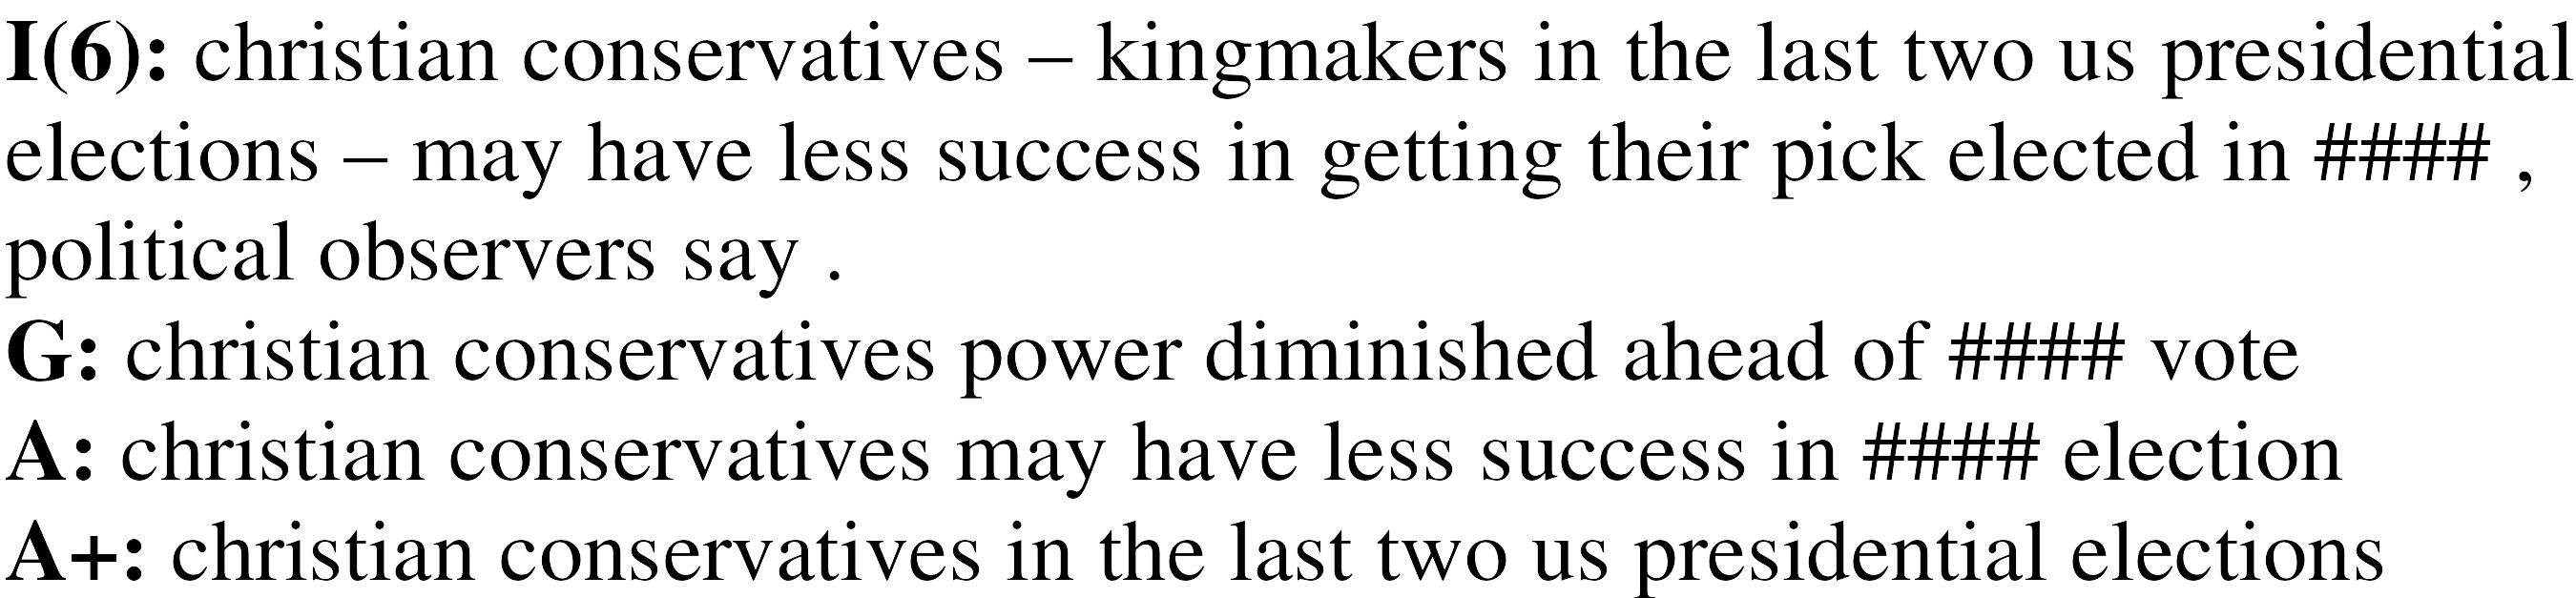 I(6): christian conservatives – kingmakers in the last two us presidential
elections – may have less success in getting their pick elected in #### ,
political observers say .
G: christian conservatives power diminished ahead of #### vote
A: christian conservatives may have less success in #### election
A+: christian conservatives in the last two us presidential elections